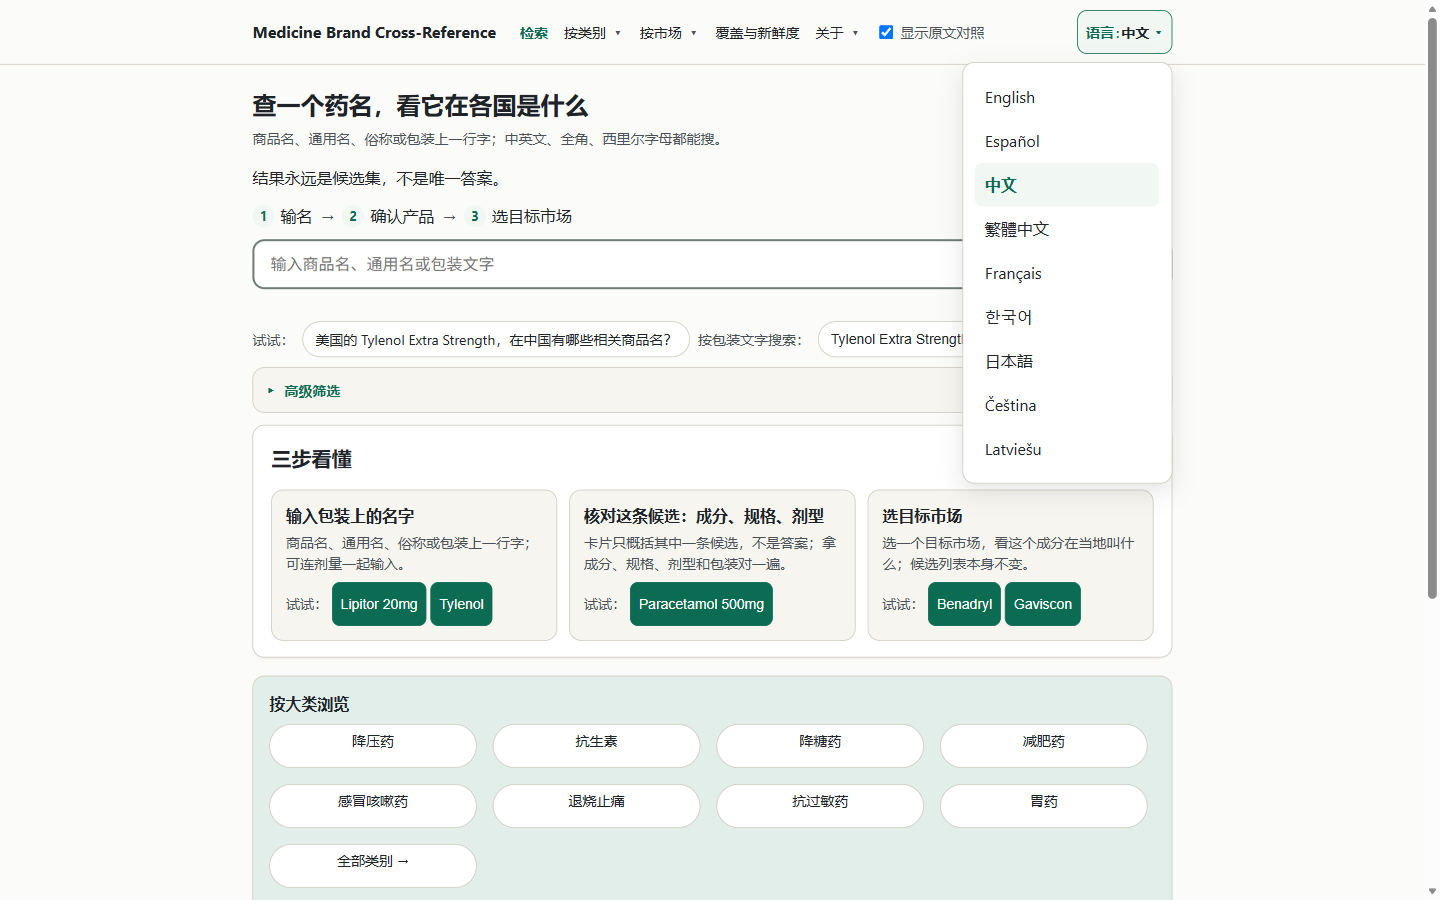 Medicine Brand Cross-Reference 检索 按类别 ▼ 按市场 ▼ 覆盖与新鲜度 关于 ▼ 显示原文对照 语言:中文 ▾
English
Español
中文
繁體中文
Français
한국어
日本語
Čeština
Latviešu
查一个药名，看它在各国是什么
商品名、通用名、俗称或包装上一行字；中英文、全角、西里尔字母都能搜。
结果永远是候选集，不是唯一答案。
1 输名 → 2 确认产品 → 3 选目标市场
输入商品名、通用名或包装文字
试试： 美国的 Tylenol Extra Strength，在中国有哪些相关商品名？ 按包装文字搜索： Tylenol Extra Strengt
▸ 高级筛选
三步看懂
输入包装上的名字
商品名、通用名、俗称或包装上一行字；
可连剂量一起输入。
试试： Lipitor 20mg Tylenol
核对这条候选：成分、规格、剂型
卡片只概括其中一条候选，不是答案；拿
成分、规格、剂型和包装对一遍。
试试： Paracetamol 500mg
选目标市场
选一个目标市场，看这个成分在当地叫什
么；候选列表本身不变。
试试： Benadryl Gaviscon
按大类浏览
降压药 抗生素 降糖药 减肥药
感冒咳嗽药 退烧止痛 抗过敏药 胃药
全部类别 →